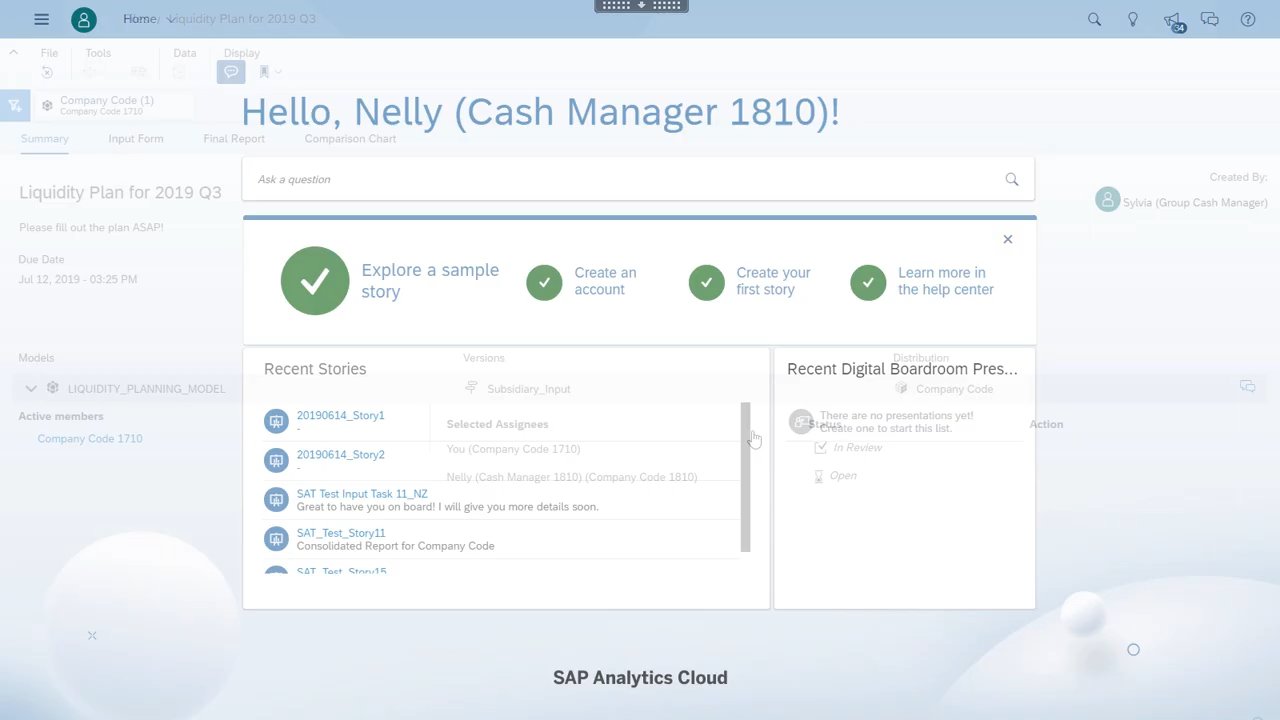 Home / Liquidity Plan for 2019 Q3
34
File Tools Data Display
Company Code (1)
Company Code 1710
Hello, Nelly (Cash Manager 1810)!
Summary Input Form Final Report Comparison Chart
Ask a question
Liquidity Plan for 2019 Q3
Created By:
Sylvia (Group Cash Manager)
Please fill out the plan ASAP!
Due Date
Jul 12, 2019 - 03:25 PM
Explore a sample
story
Create an
account
Create your
first story
Learn more in
the help center
Models
Versions
Distribution
Recent Stories
Recent Digital Boardroom Pres...
LIQUIDITY_PLANNING_MODEL
Subsidiary_Input
Company Code
Active members
Company Code 1710
20190614_Story1
-
20190614_Story2
-
SAT Test Input Task 11_NZ
Great to have you on board! I will give you more details soon.
SAT_Test_Story11
Consolidated Report for Company Code
SAT_Test_Story15
Selected Assignees
Status
Action
You (Company Code 1710)
In Review
Nelly (Cash Manager 1810) (Company Code 1810)
Open
There are no presentations yet!
Create one to start this list.
SAP Analytics Cloud